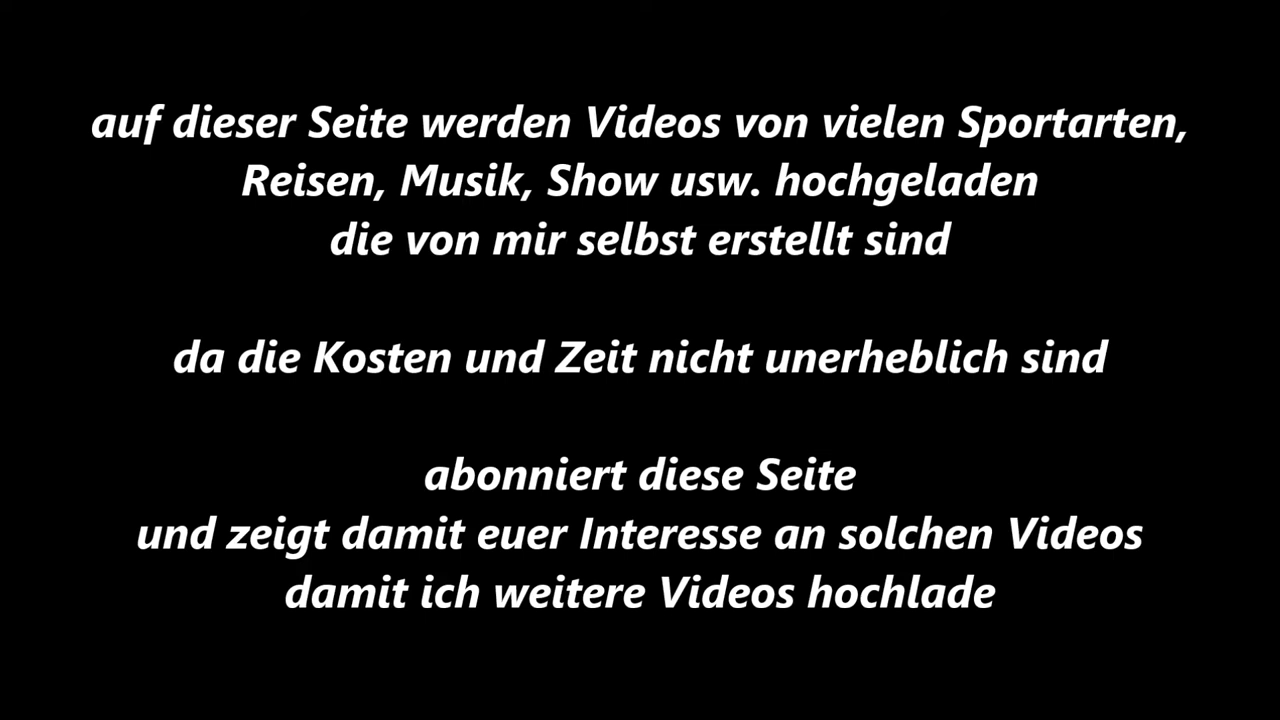 auf dieser Seite werden Videos von vielen Sportarten,
Reisen, Musik, Show usw. hochgeladen
die von mir selbst erstellt sind
da die Kosten und Zeit nicht unerheblich sind
abonniert diese Seite
und zeigt damit euer Interesse an solchen Videos
damit ich weitere Videos hochlade